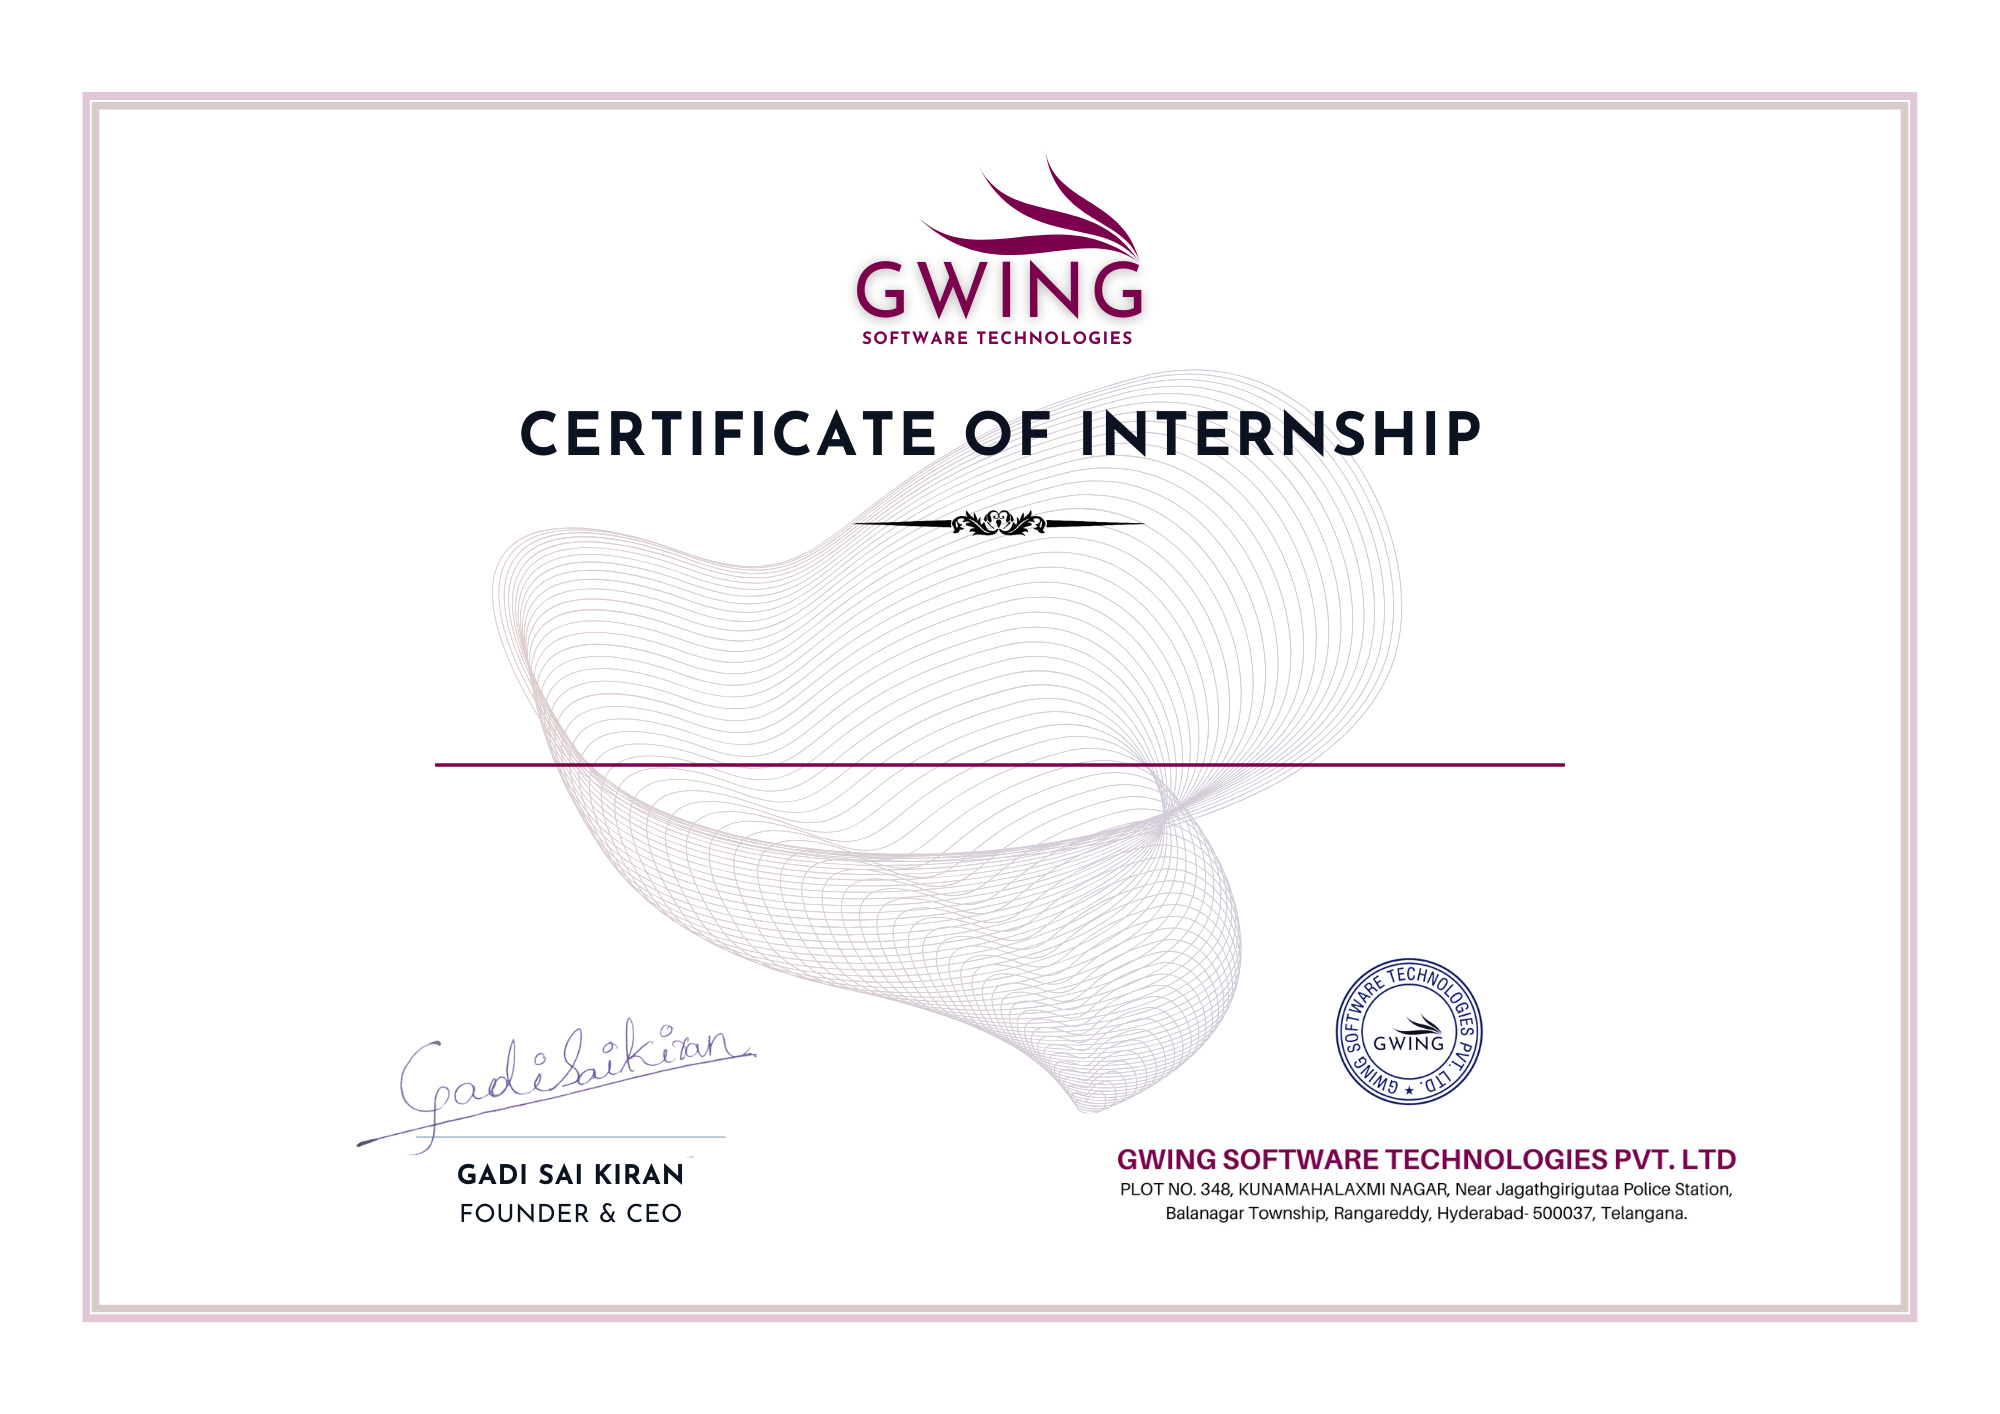 GWING
SOFTWARE TECHNOLOGIES
CERTIFICATE OF INTERNSHIP
GWING SOFTWARE TECHNOLOGIES PVT. LTD. ★
GWING
Gadi Saikiran
GADI SAI KIRAN
FOUNDER & CEO
GWING SOFTWARE TECHNOLOGIES PVT. LTD
PLOT NO. 348, KUNAMAHALAXMI NAGAR, Near Jagathgirigutaa Police Station,
Balanagar Township, Rangareddy, Hyderabad- 500037, Telangana.